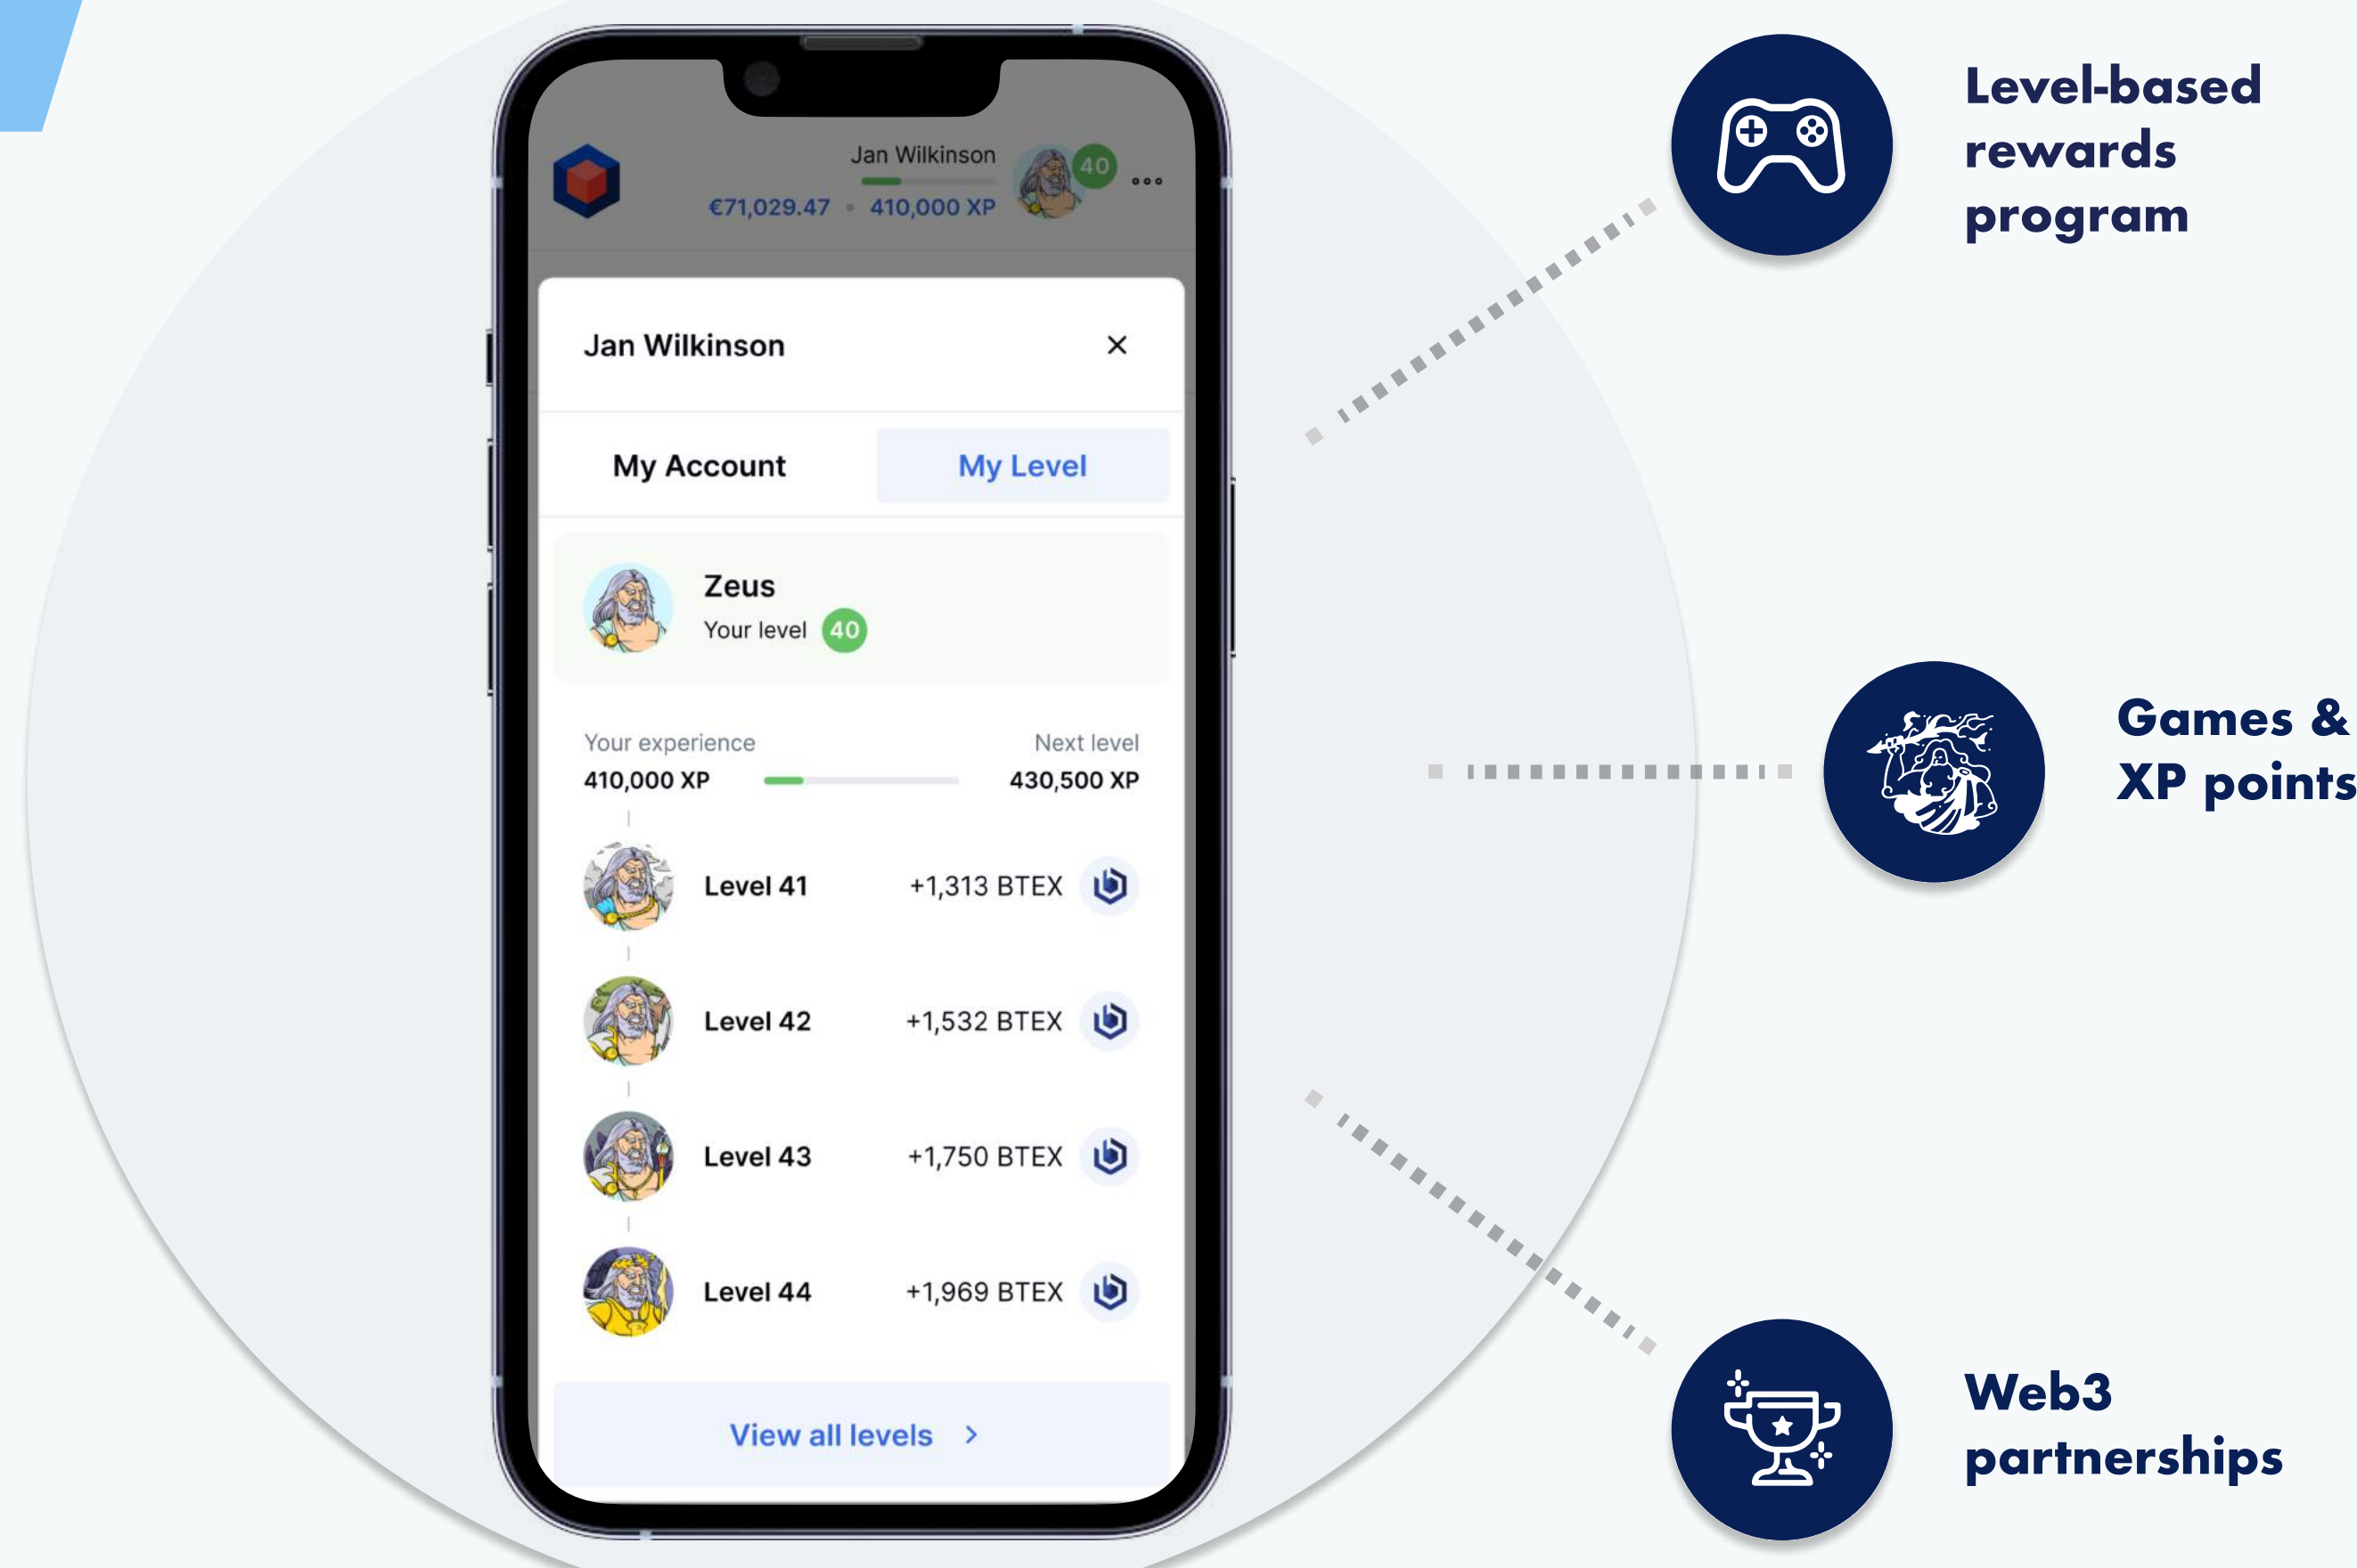 Jan Wilkinson
40
€71,029.47 • 410,000 XP
Jan Wilkinson
My Account
My Level
Zeus
Your level 40
Your experience
Next level
410,000 XP
430,500 XP
Level 41 +1,313 BTEX
Level 42 +1,532 BTEX
Level 43 +1,750 BTEX
Level 44 +1,969 BTEX
View all levels
Level-based
rewards
program
Games &
XP points
Web3
partnerships